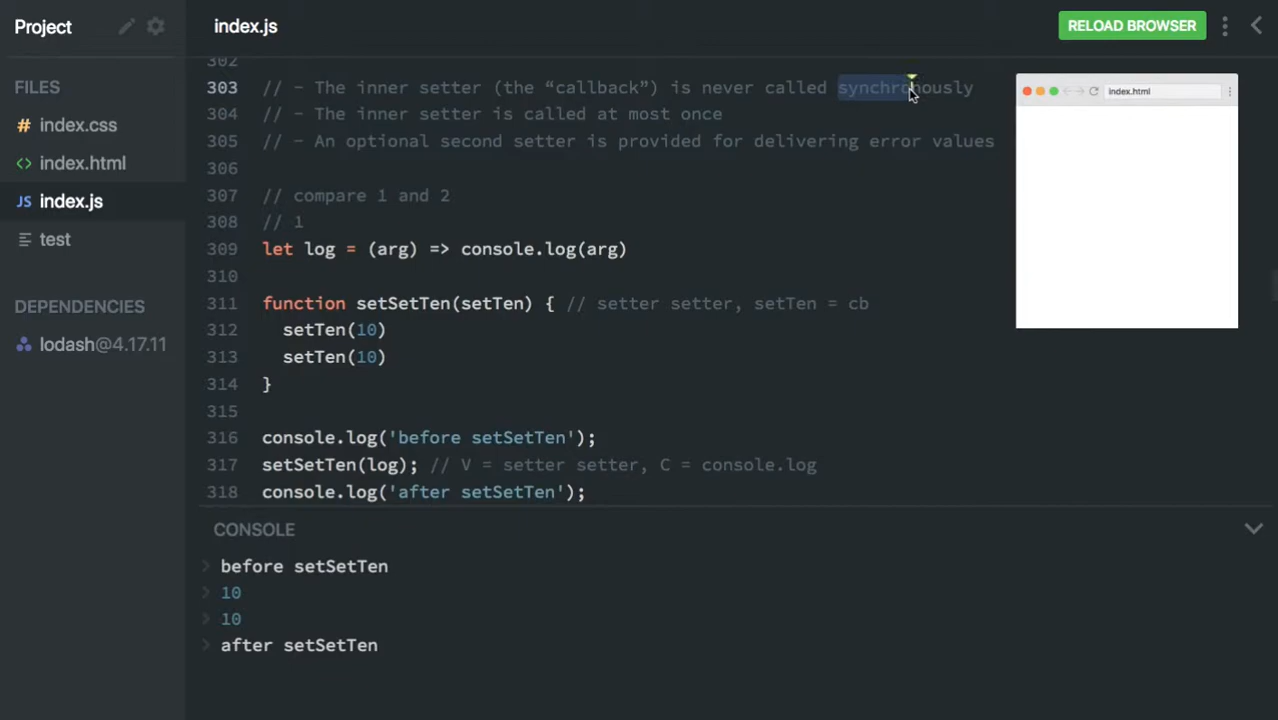 Project
index.js
RELOAD BROWSER
FILES
index.css
index.html
JS index.js
test
DEPENDENCIES
lodash@4.17.11
302
303 // - The inner setter (the “callback”) is never called synchronously
304 // - The inner setter is called at most once
305 // - An optional second setter is provided for delivering error values
306
307 // compare 1 and 2
308 // 1
309 let log = (arg) => console.log(arg)
310
311 function setSetTen(setTen) { // setter setter, setTen = cb
312 setTen(10)
313 setTen(10)
314 }
315
316 console.log('before setSetTen');
317 setSetTen(log); // V = setter setter, C = console.log
318 console.log('after setSetTen');
index.html
CONSOLE
before setSetTen
10
10
after setSetTen